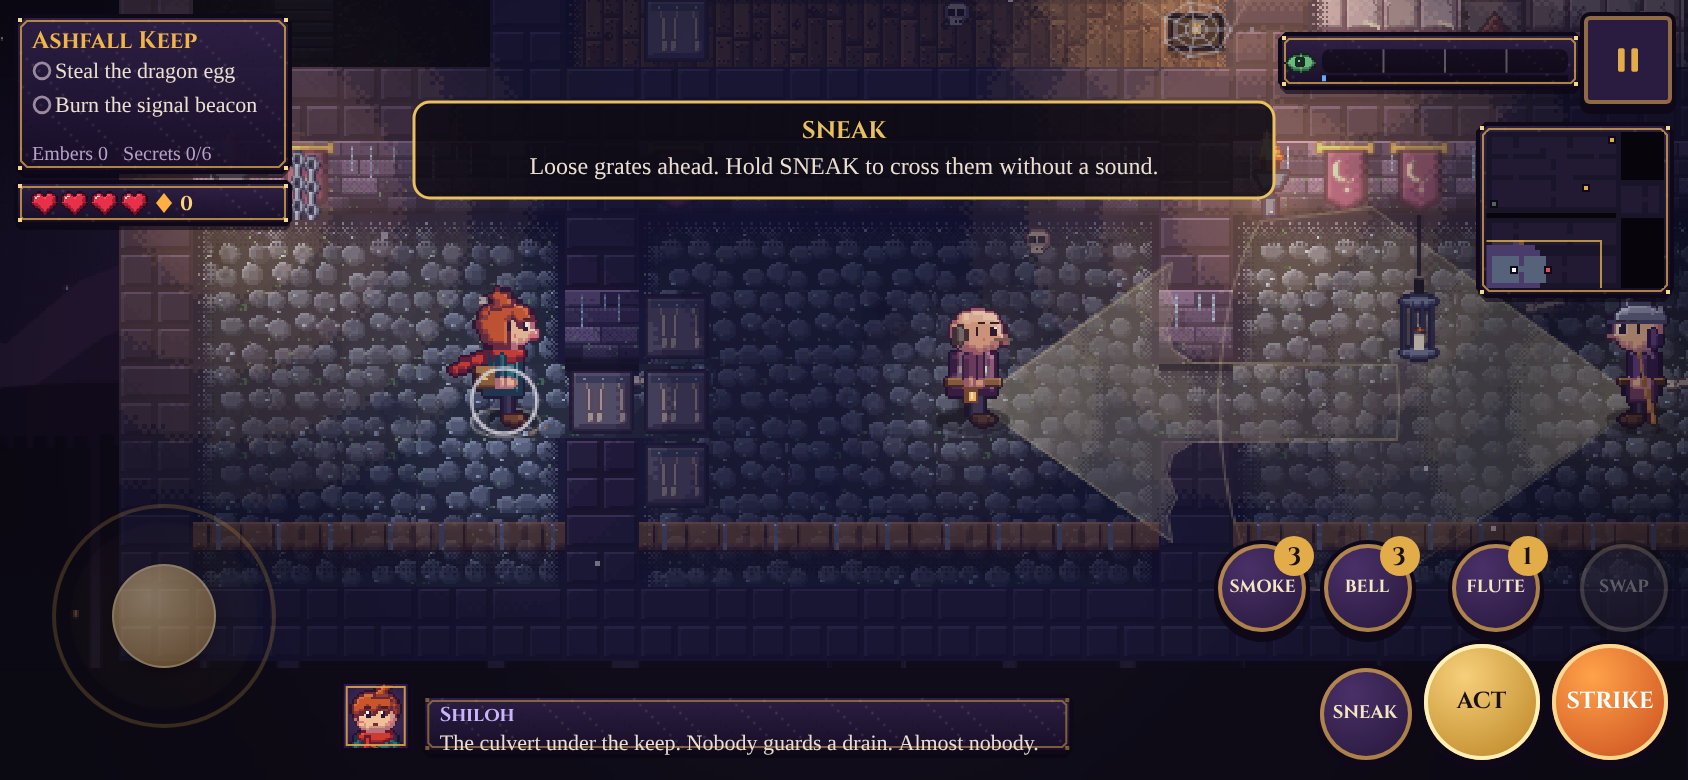 Ashfall Keep
Steal the dragon egg
Burn the signal beacon
Embers 0 Secrets 0/6
0
SNEAK
Loose grates ahead. Hold SNEAK to cross them without a sound.
3
3
1
SMOKE
BELL
FLUTE
SWAP
SNEAK
ACT
STRIKE
Shiloh
The culvert under the keep. Nobody guards a drain. Almost nobody.